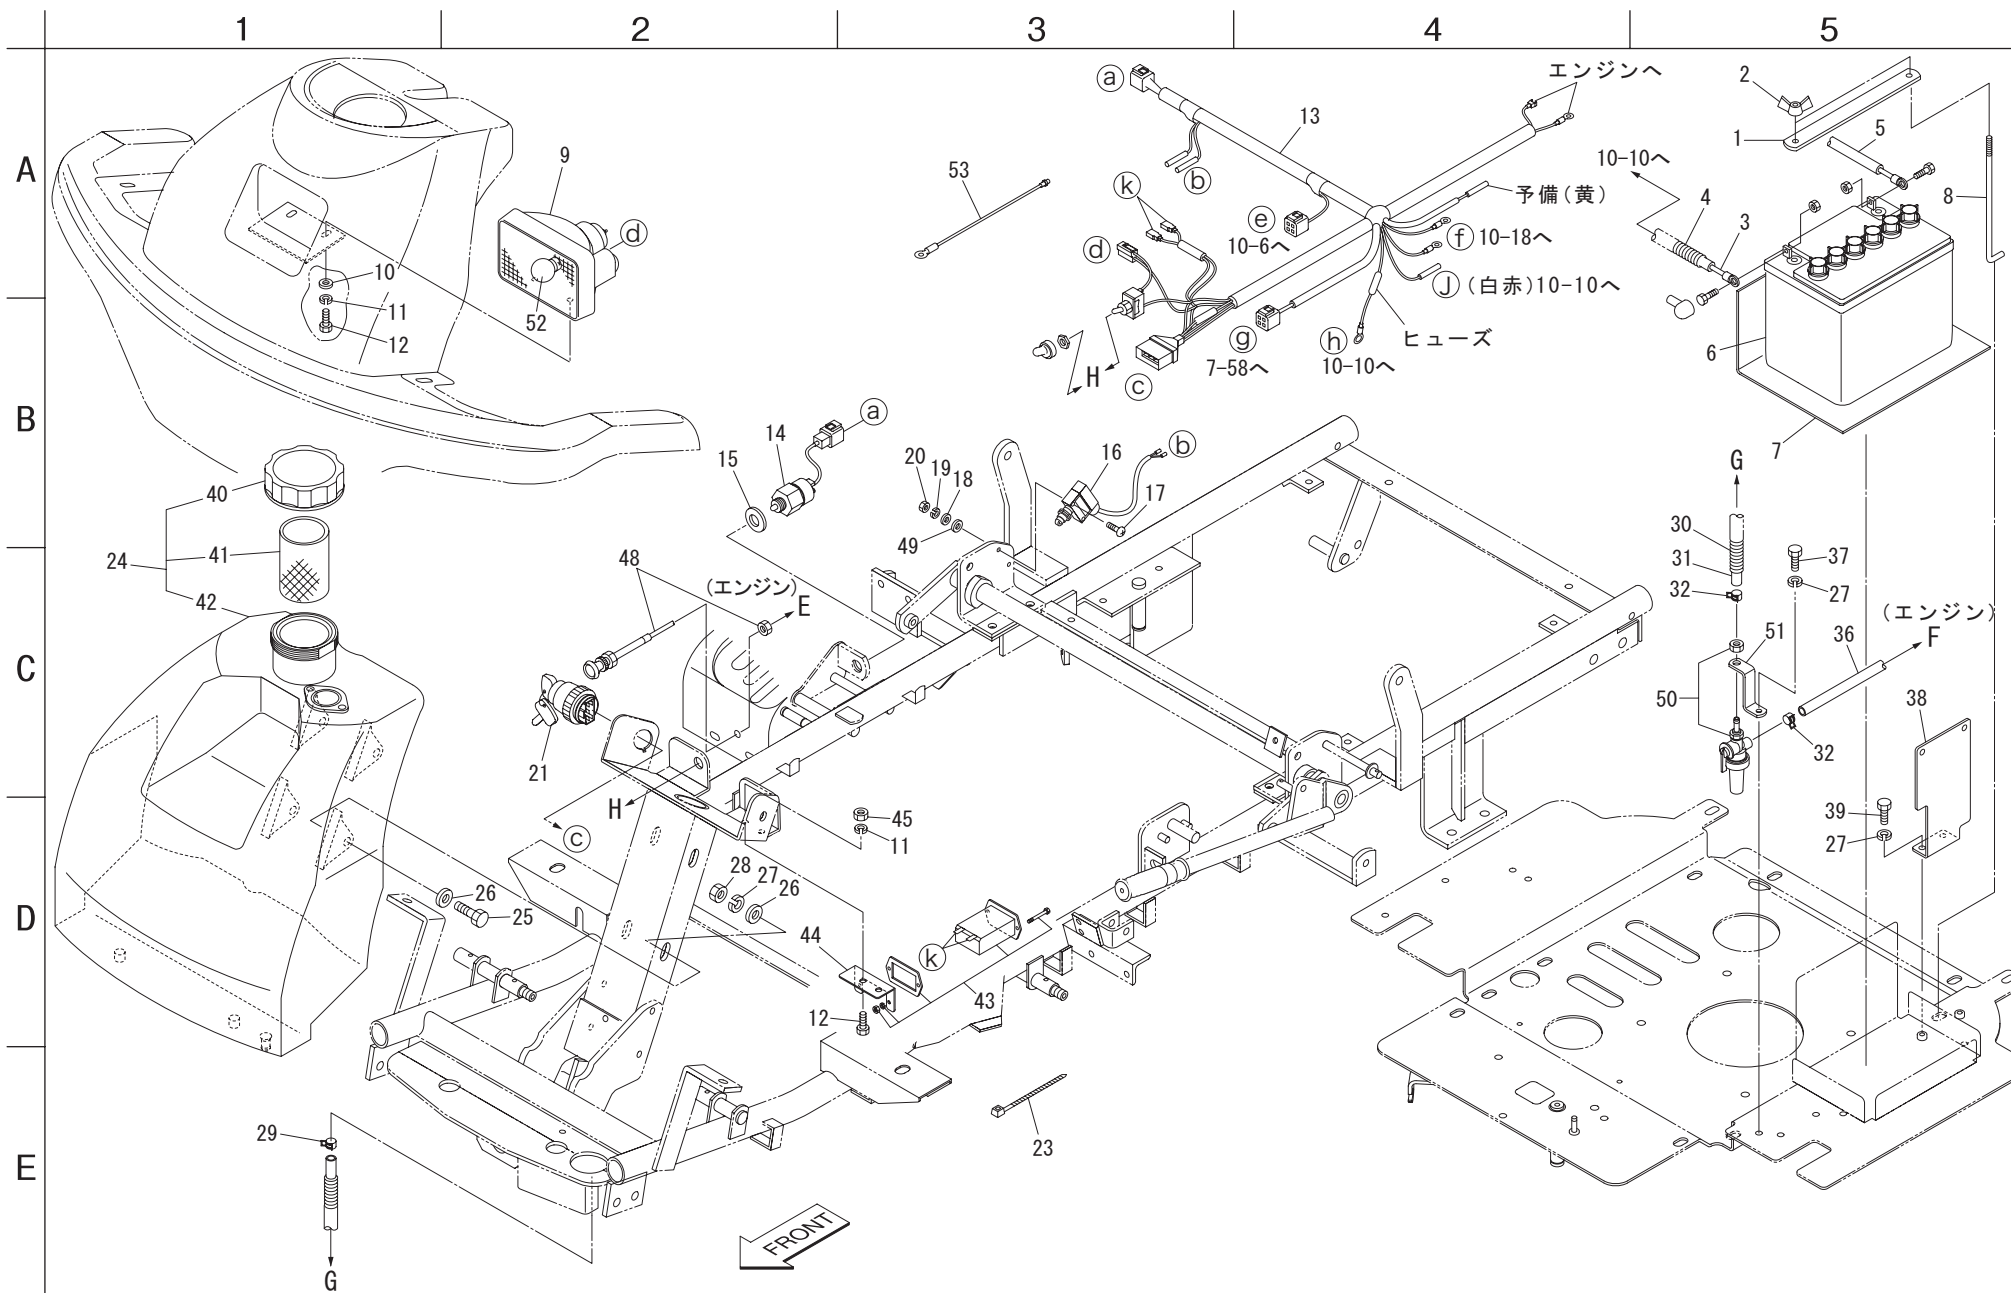 1 2 3 4 5
A
B
C
D
E
9
ⓓ
10
11
12
52
53
ⓐ
13
エンジンへ
ⓑ
ⓚ
ⓔ
10-6へ
予備(黄)
ⓕ 10-18へ
ⓓ
Ⓙ (白赤)10-10へ
ⓖ
7-58へ
ⓗ
10-10へ
ヒューズ
H
ⓒ
2
1
5
10-10へ
4
3
8
6
7
40
24
41
42
14
ⓐ
15
20
19
18
49
16
ⓑ
17
48
(エンジン)
E
21
H
ⓒ
G
30
31
32
37
27
51
50
36
(エンジン)
F
32
38
39
27
45
11
26
25
28
27
26
44
ⓚ
43
12
23
29
G
FRONT